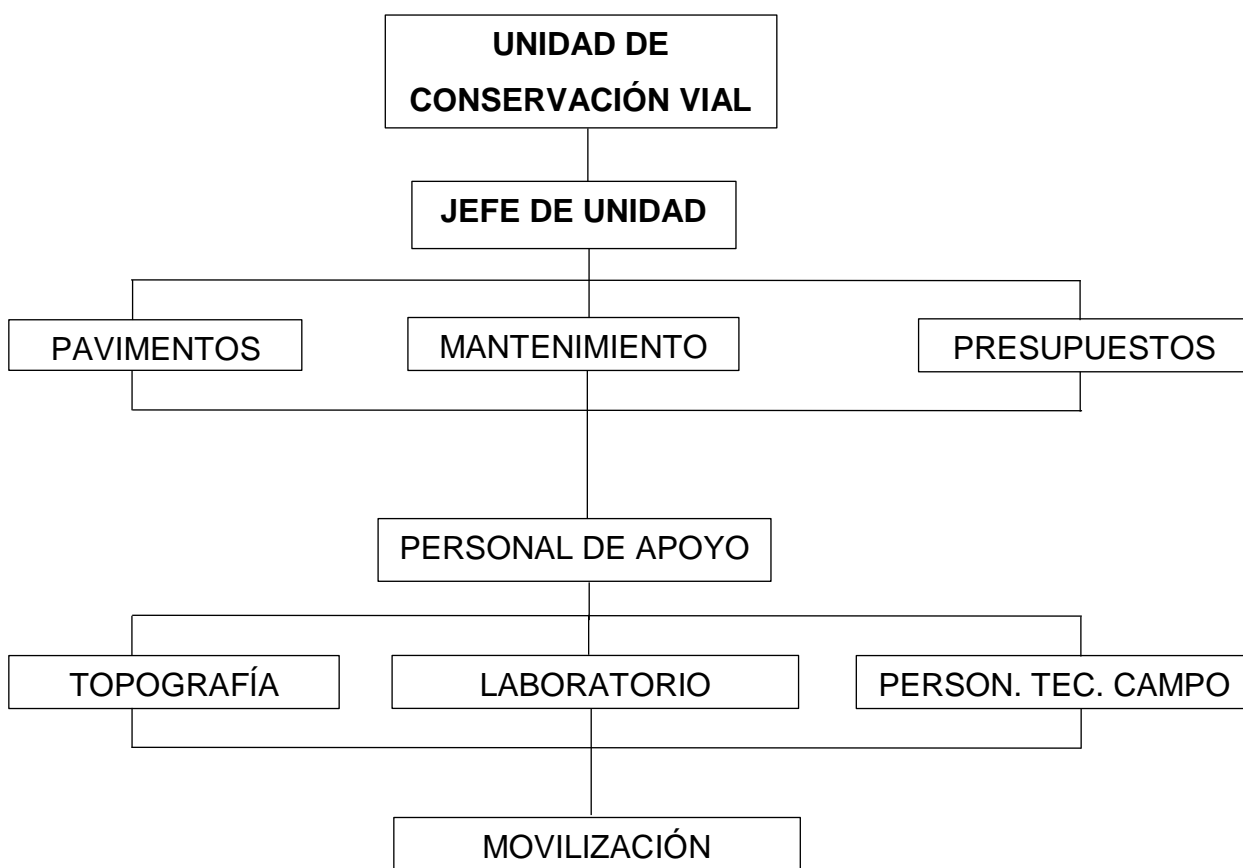 UNIDAD DE
CONSERVACIÓN VIAL
JEFE DE UNIDAD
PAVIMENTOS
MANTENIMIENTO
PRESUPUESTOS
PERSONAL DE APOYO
TOPOGRAFÍA
LABORATORIO
PERSON. TEC. CAMPO
MOVILIZACIÓN